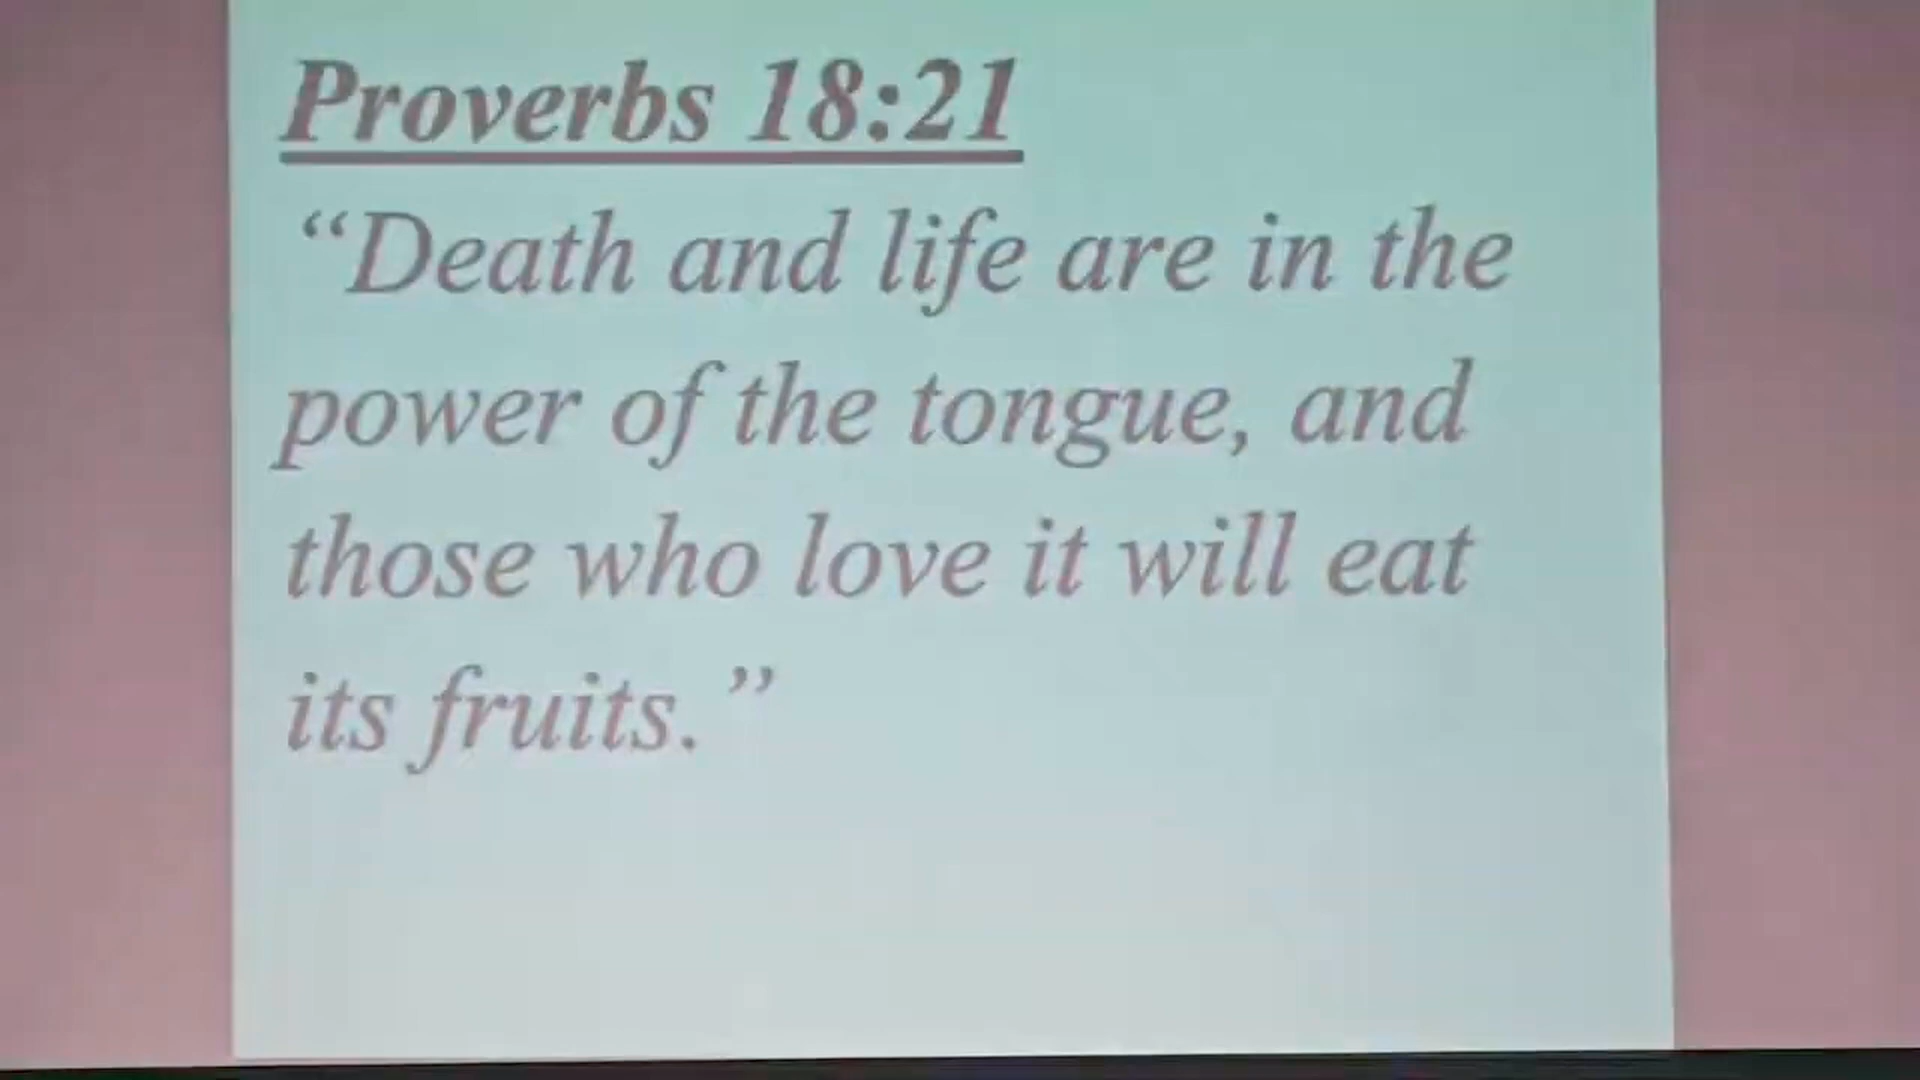 Proverbs 18:21
“Death and life are in the
power of the tongue, and
those who love it will eat
its fruits.”